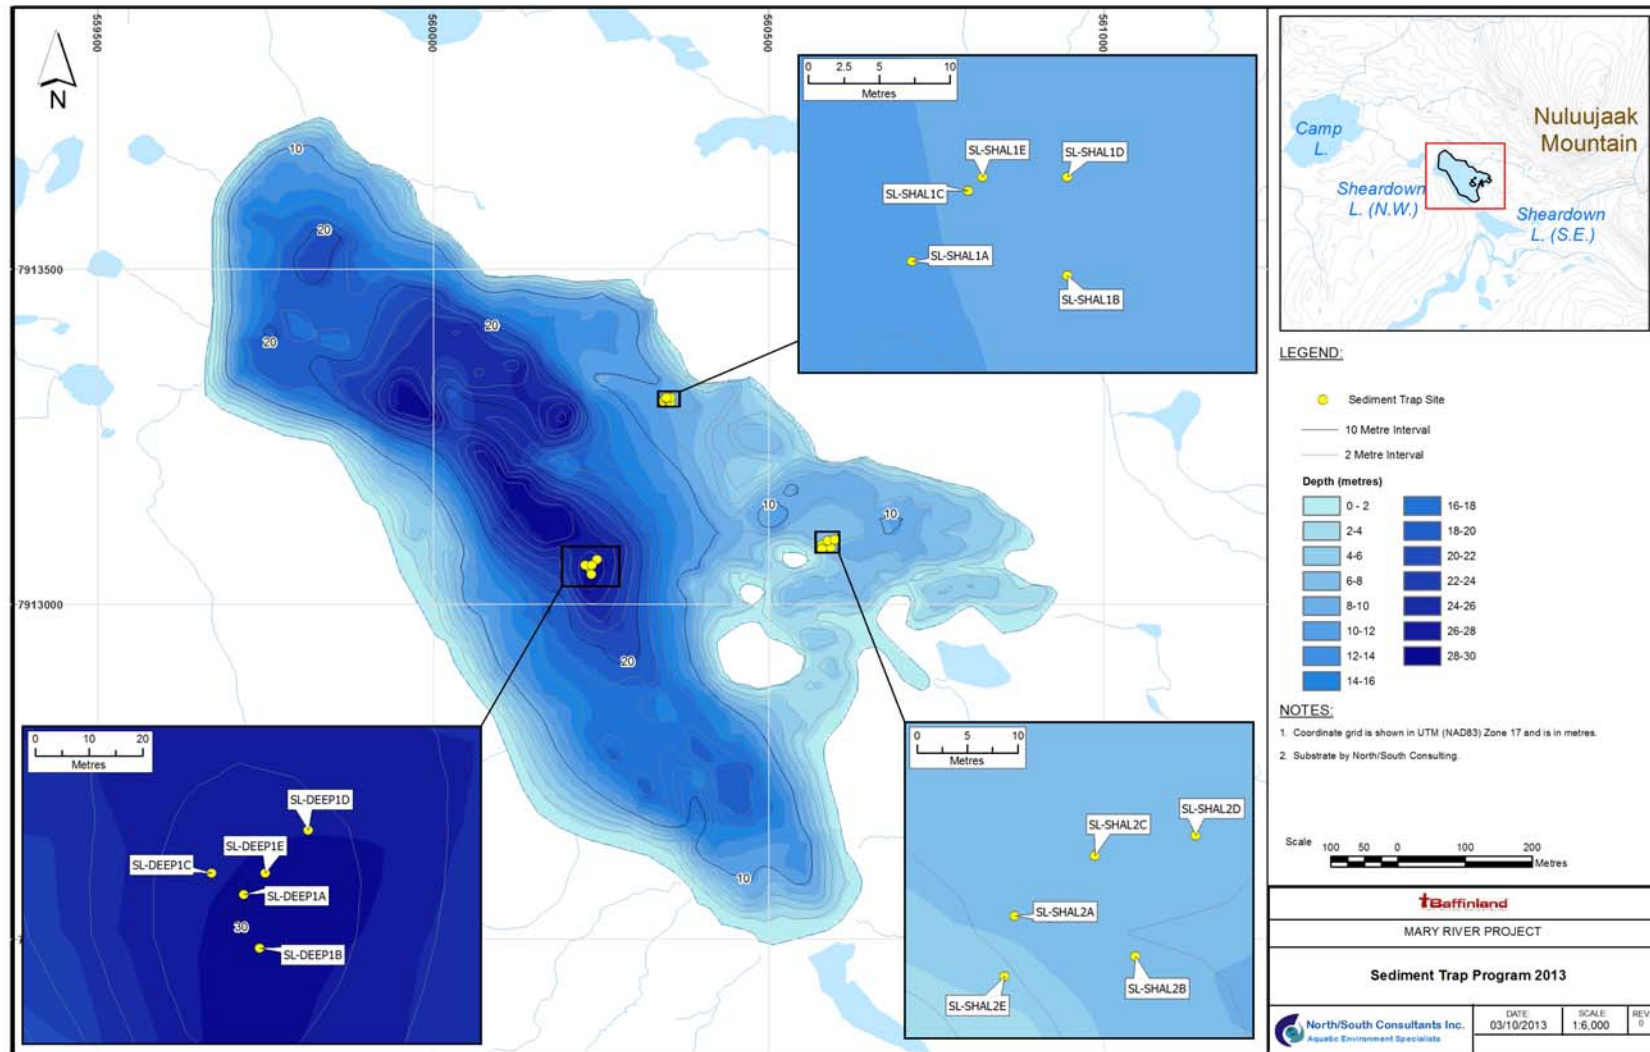 559500
560000
560500
561000
N
7913500
7913000
10
20
20
20
10
10
20
10
0 2.5 5 10
Metres
SL-SHAL1E
SL-SHAL1D
SL-SHAL1C
SL-SHAL1A
SL-SHAL1B
0 10 20
Metres
SL-DEEP1D
SL-DEEP1E
SL-DEEP1C
SL-DEEP1A
30
SL-DEEP1B
0 5 10
Metres
SL-SHAL2D
SL-SHAL2C
SL-SHAL2A
SL-SHAL2B
SL-SHAL2E
Nuluujaak
Mountain
Camp
L.
Sheardown
L. (N.W.)
Sheardown
L. (S.E.)
LEGEND:
Sediment Trap Site
10 Metre Interval
2 Metre Interval
Depth (metres)
0 - 2
2-4
4-6
6-8
8-10
10-12
12-14
14-16
16-18
18-20
20-22
22-24
24-26
26-28
28-30
NOTES:
1. Coordinate grid is shown in UTM (NAD83) Zone 17 and is in metres.
2. Substrate by North/South Consulting.
Scale
100 50 0 100 200
Metres
Baffinland
MARY RIVER PROJECT
Sediment Trap Program 2013
North/South Consultants Inc.
Aquatic Environment Specialists
DATE:
03/10/2013
SCALE:
1:6,000
REV
0